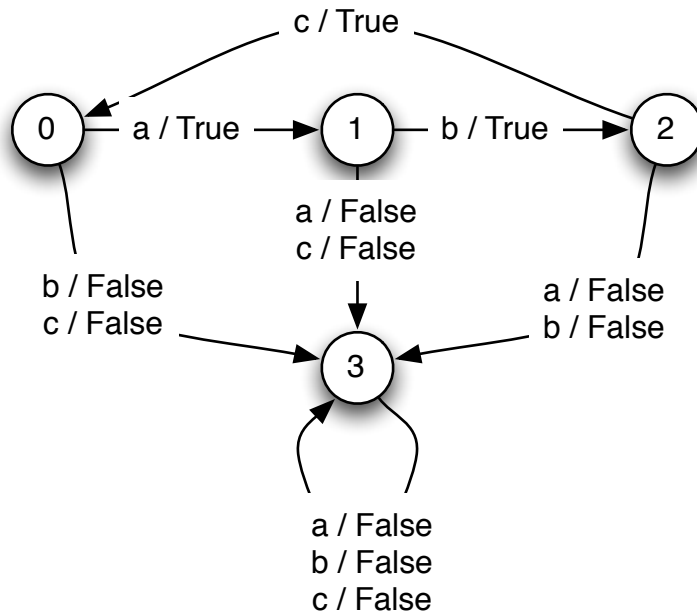 c / True
0
a / True
1
b / True
2
a / False
c / False
b / False
c / False
a / False
b / False
3
a / False
b / False
c / False